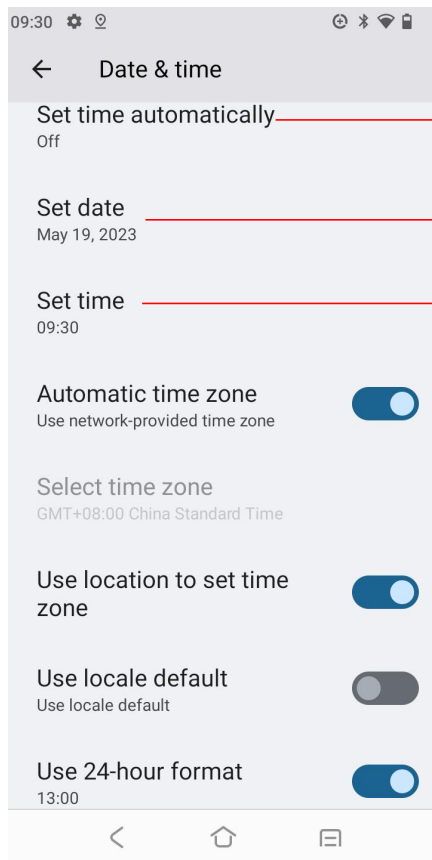 09:30
Date & time
Set time automatically
Off
Set date
May 19, 2023
Set time
09:30
Automatic time zone
Use network-provided time zone
Select time zone
GMT+08:00 China Standard Time
Use location to set time
zone
Use locale default
Use locale default
Use 24-hour format
13:00